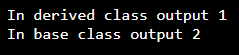 In derived class output 1
In base class output 2